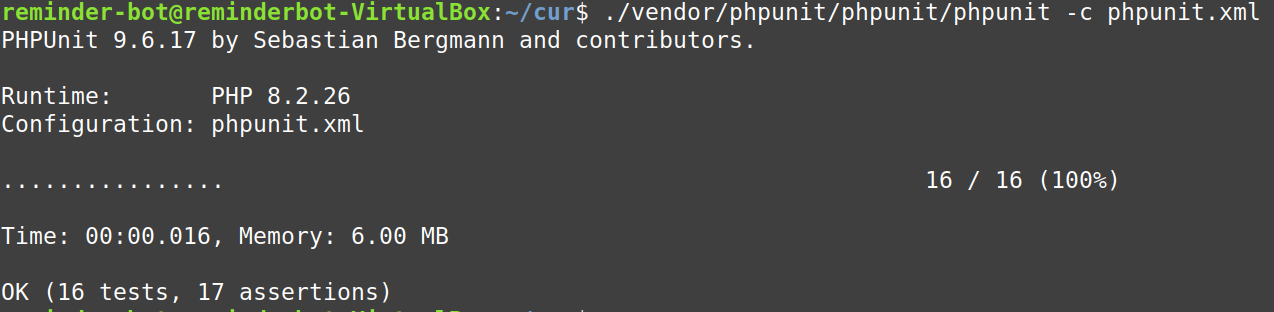 reminder-bot@reminderbot-VirtualBox:~/cur$ ./vendor/phpunit/phpunit/phpunit -c phpunit.xml
PHPUnit 9.6.17 by Sebastian Bergmann and contributors.
Runtime:       PHP 8.2.26
Configuration: phpunit.xml
................                                                  16 / 16 (100%)
Time: 00:00.016, Memory: 6.00 MB
OK (16 tests, 17 assertions)